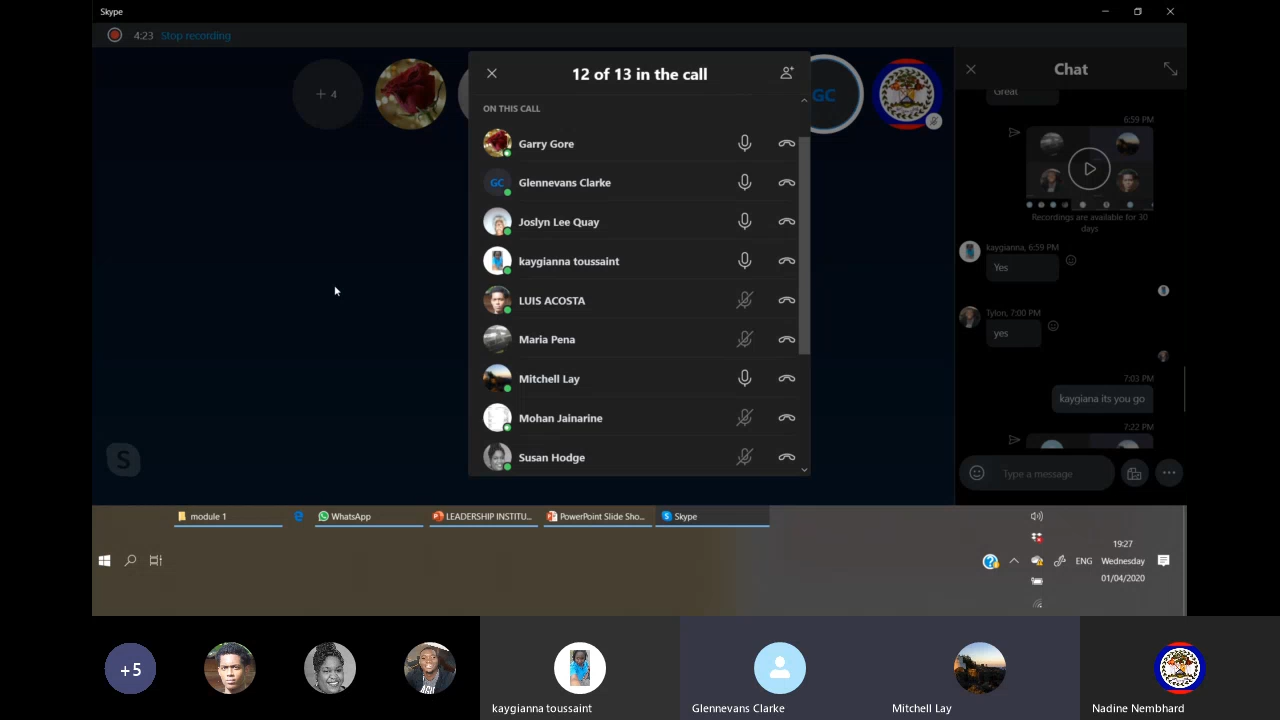 Skype
4:23 Stop recording
12 of 13 in the call
ON THIS CALL
Garry Gore
Glennevans Clarke
Joslyn Lee Quay
kaygianna toussaint
LUIS ACOSTA
Maria Pena
Mitchell Lay
Mohan Jainarine
Susan Hodge
+ 4
GC
GC
Chat
Great
6:59 PM
Recordings are available for 30
days
kaygianna, 6:59 PM
Yes
Tylon, 7:00 PM
yes
7:03 PM
kaygiana its you go
7:22 PM
Type a message
S
module 1
WhatsApp
LEADERSHIP INSTITU...
PowerPoint Slide Sho...
Skype
ENG
19:27
Wednesday
01/04/2020
+5
kaygianna toussaint
Glennevans Clarke
Mitchell Lay
Nadine Nembhard